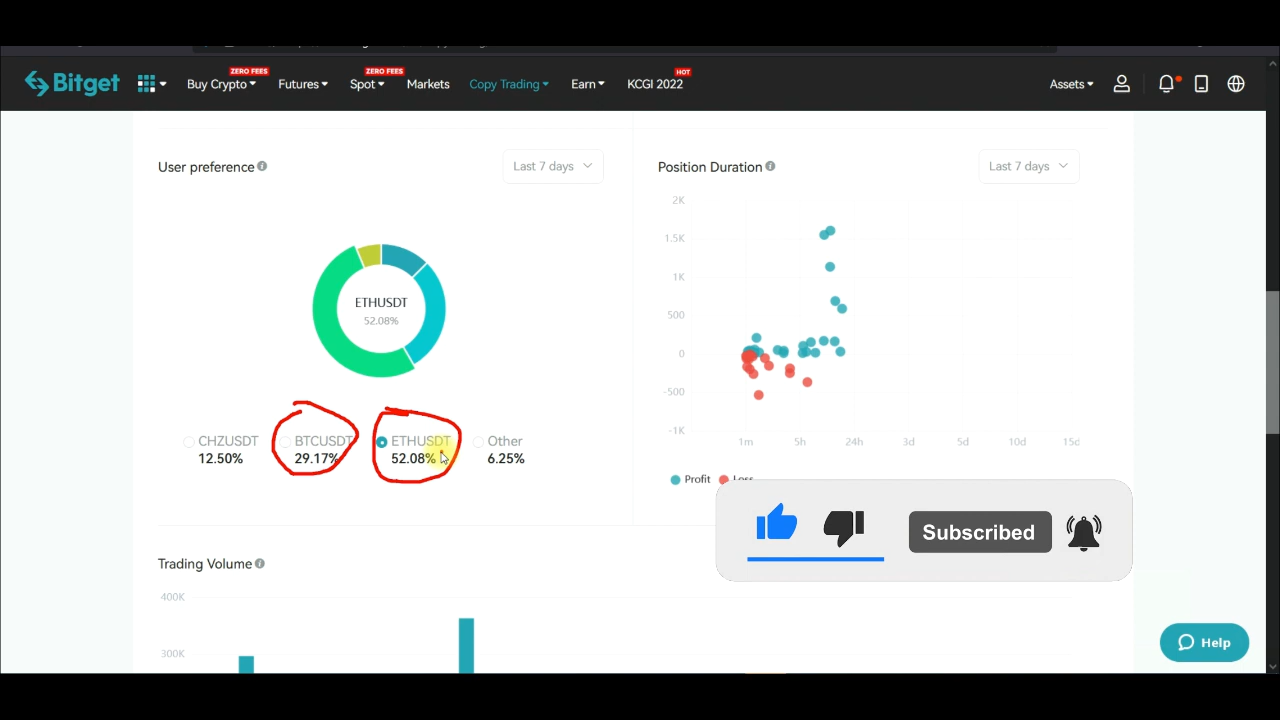 Bitget
Buy Crypto ZERO FEES Futures Spot ZERO FEES Markets Copy Trading Earn KCGI 2022 HOT Assets
User preference Last 7 days
ETHUSDT
52.08%
CHZUSDT BTCUSDT ETHUSDT Other
12.50% 29.17% 52.08% 6.25%
Position Duration Last 7 days
2K
1.5K
1K
500
0
-500
-1K
1m 5h 24h 3d 5d 10d 15d
Profit Loss
Subscribed
Trading Volume
400K
300K
Help